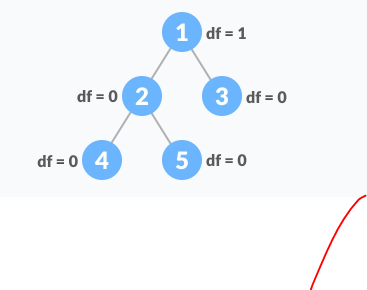 1 df = 1
df = 0 2 3 df = 0
df = 0 4 5 df = 0